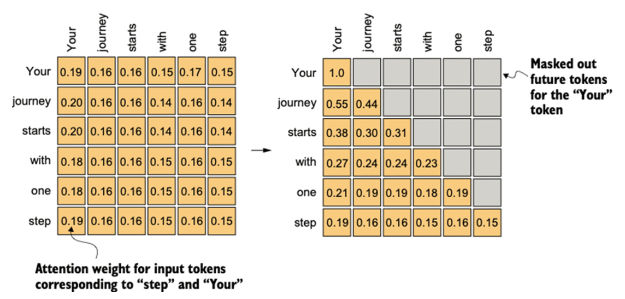 Your journey starts with one step
Your 0.19 0.16 0.16 0.15 0.17 0.15
journey 0.20 0.16 0.16 0.14 0.16 0.14
starts 0.20 0.16 0.16 0.14 0.16 0.14
with 0.18 0.16 0.16 0.15 0.16 0.15
one 0.18 0.16 0.16 0.15 0.16 0.15
step 0.19 0.16 0.16 0.15 0.16 0.15
Attention weight for input tokens
corresponding to “step” and “Your”
Your journey starts with one step
Your 1.0
journey 0.55 0.44
starts 0.38 0.30 0.31
with 0.27 0.24 0.24 0.23
one 0.21 0.19 0.19 0.18 0.19
step 0.19 0.16 0.16 0.15 0.16 0.15
Masked out
future tokens
for the “Your”
token